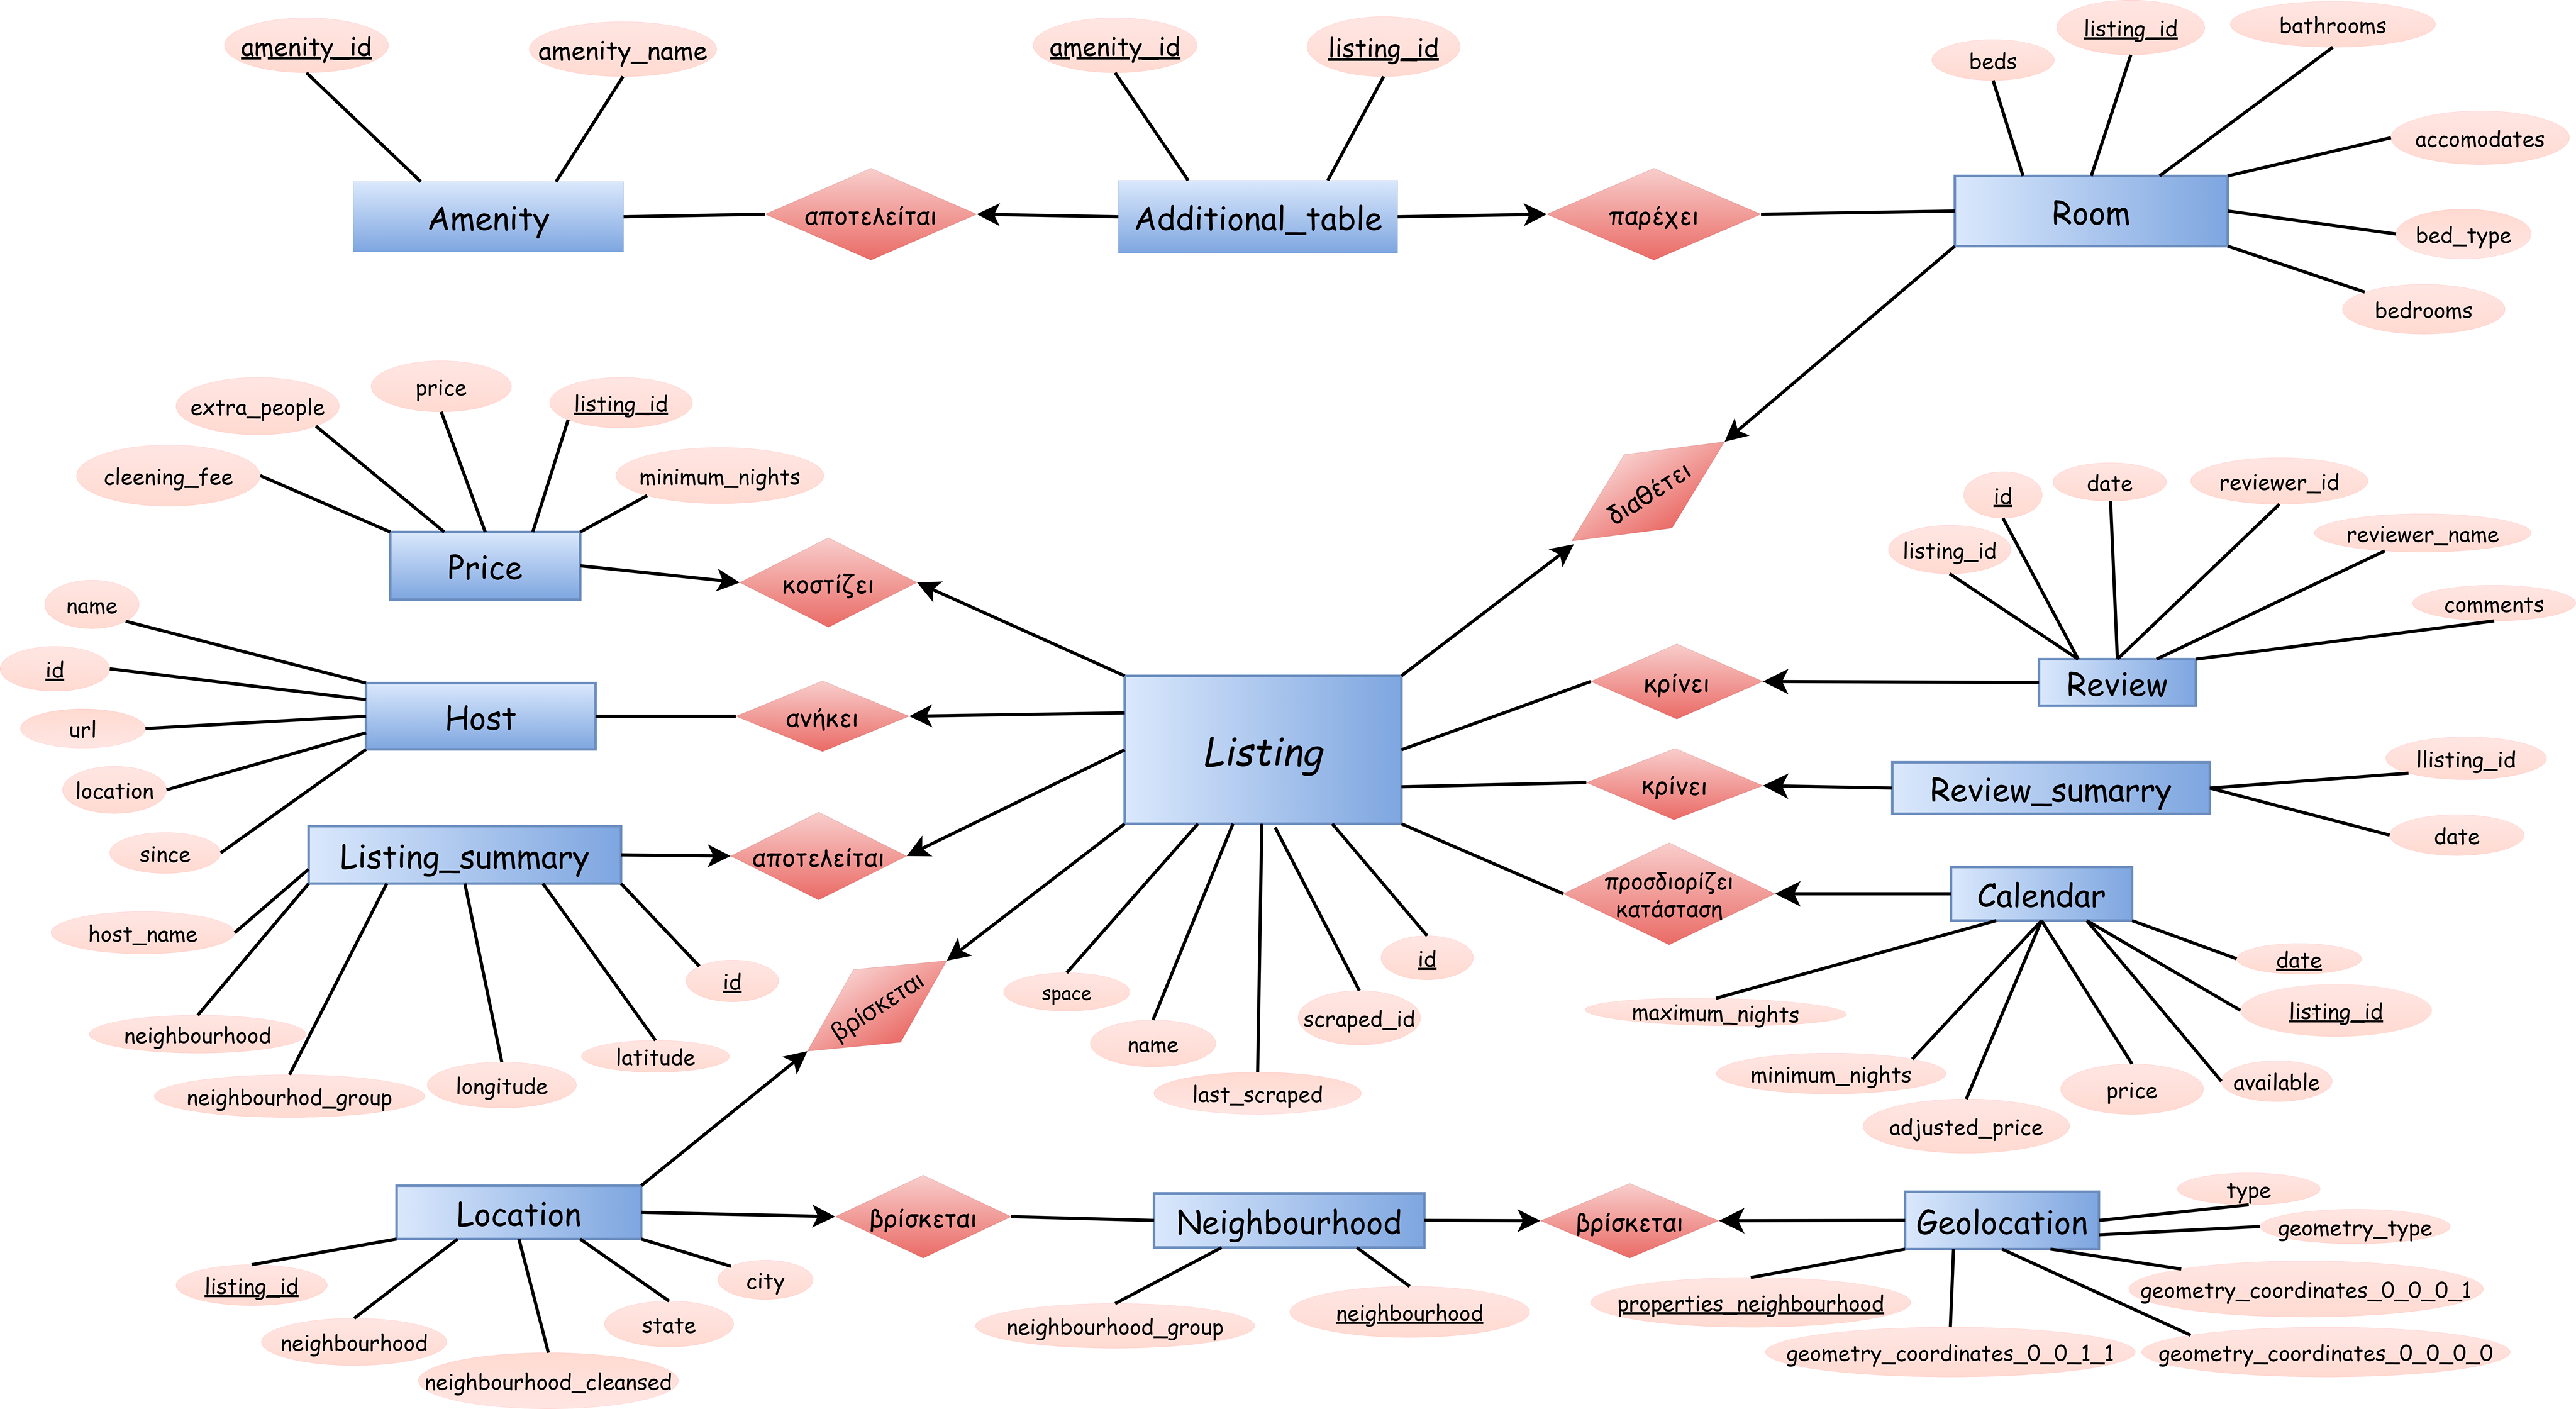 amenity_id
amenity_name
amenity_id
listing_id
beds
listing_id
bathrooms
accomodates
bed_type
bedrooms
Amenity
αποτελείται
Additional_table
παρέχει
Room
cleening_fee
extra_people
price
listing_id
minimum_nights
Price
κοστίζει
διαθέτει
listing_id
id
date
reviewer_id
reviewer_name
comments
Review
κρίνει
name
id
url
location
since
Host
ανήκει
Listing
κρίνει
Review_sumarry
llisting_id
date
Listing_summary
αποτελείται
host_name
neighbourhood
neighbourhod_group
longitude
latitude
id
βρίσκεται
space
name
last_scraped
scraped_id
id
προσδιορίζει
κατάσταση
Calendar
date
listing_id
available
price
adjusted_price
minimum_nights
maximum_nights
Location
βρίσκεται
Neighbourhood
βρίσκεται
Geolocation
type
geometry_type
geometry_coordinates_0_0_0_1
geometry_coordinates_0_0_0_0
geometry_coordinates_0_0_1_1
properties_neighbourhood
listing_id
neighbourhood
neighbourhood_cleansed
state
city
neighbourhood_group
neighbourhood